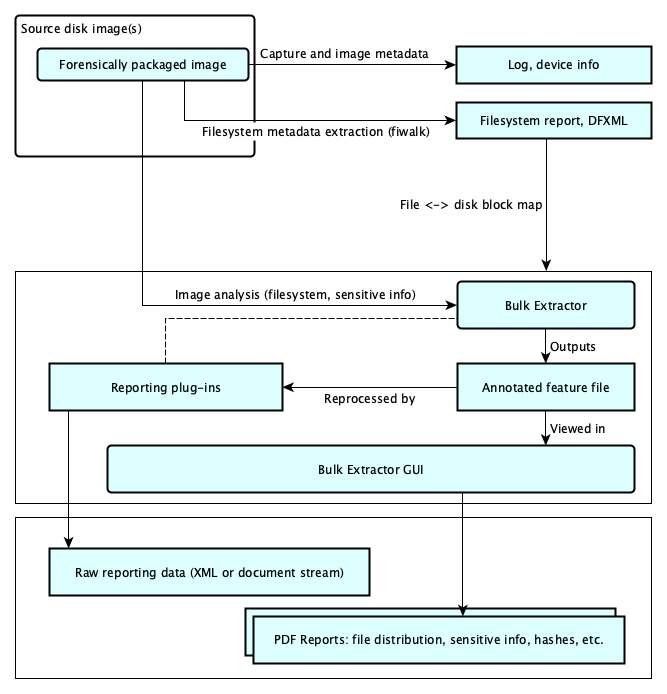 Source disk image(s)
Forensically packaged image
Capture and image metadata
Log, device info
Filesystem metadata extraction (fiwalk)
Filesystem report, DFXML
File <-> disk block map
Image analysis (filesystem, sensitive info)
Bulk Extractor
Outputs
Reporting plug-ins
Reprocessed by
Annotated feature file
Viewed in
Bulk Extractor GUI
Raw reporting data (XML or document stream)
PDF Reports: file distribution, sensitive info, hashes, etc.